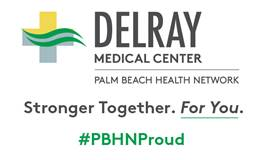 DELRAY
MEDICAL CENTER
PALM BEACH HEALTH NETWORK
Stronger Together. For You.
#PBHNProud